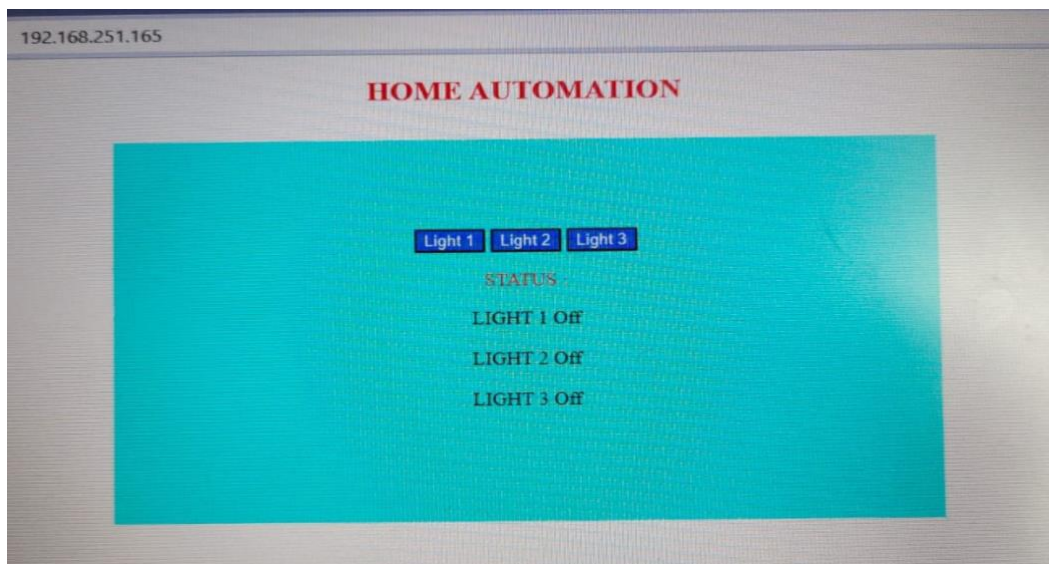 192.168.251.165
HOME AUTOMATION
Light 1 Light 2 Light 3
STATUS :
LIGHT 1 Off
LIGHT 2 Off
LIGHT 3 Off